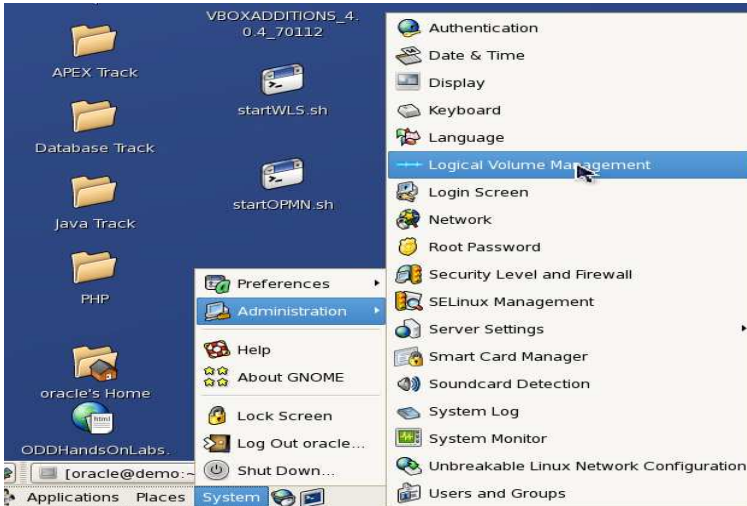 VBOXADDITIONS_4.
0.4_70112
APEX Track
startWLS.sh
Database Track
startOPMN.sh
Java Track
PHP
oracle's Home
ODDHandsOnLabs.
Preferences
Administration
Help
About GNOME
Lock Screen
Log Out oracle...
Shut Down...
Authentication
Date & Time
Display
Keyboard
Language
Logical Volume Management
Login Screen
Network
Root Password
Security Level and Firewall
SELinux Management
Server Settings
Smart Card Manager
Soundcard Detection
System Log
System Monitor
Unbreakable Linux Network Configuration
Users and Groups
[oracle@demo:~
Applications Places System